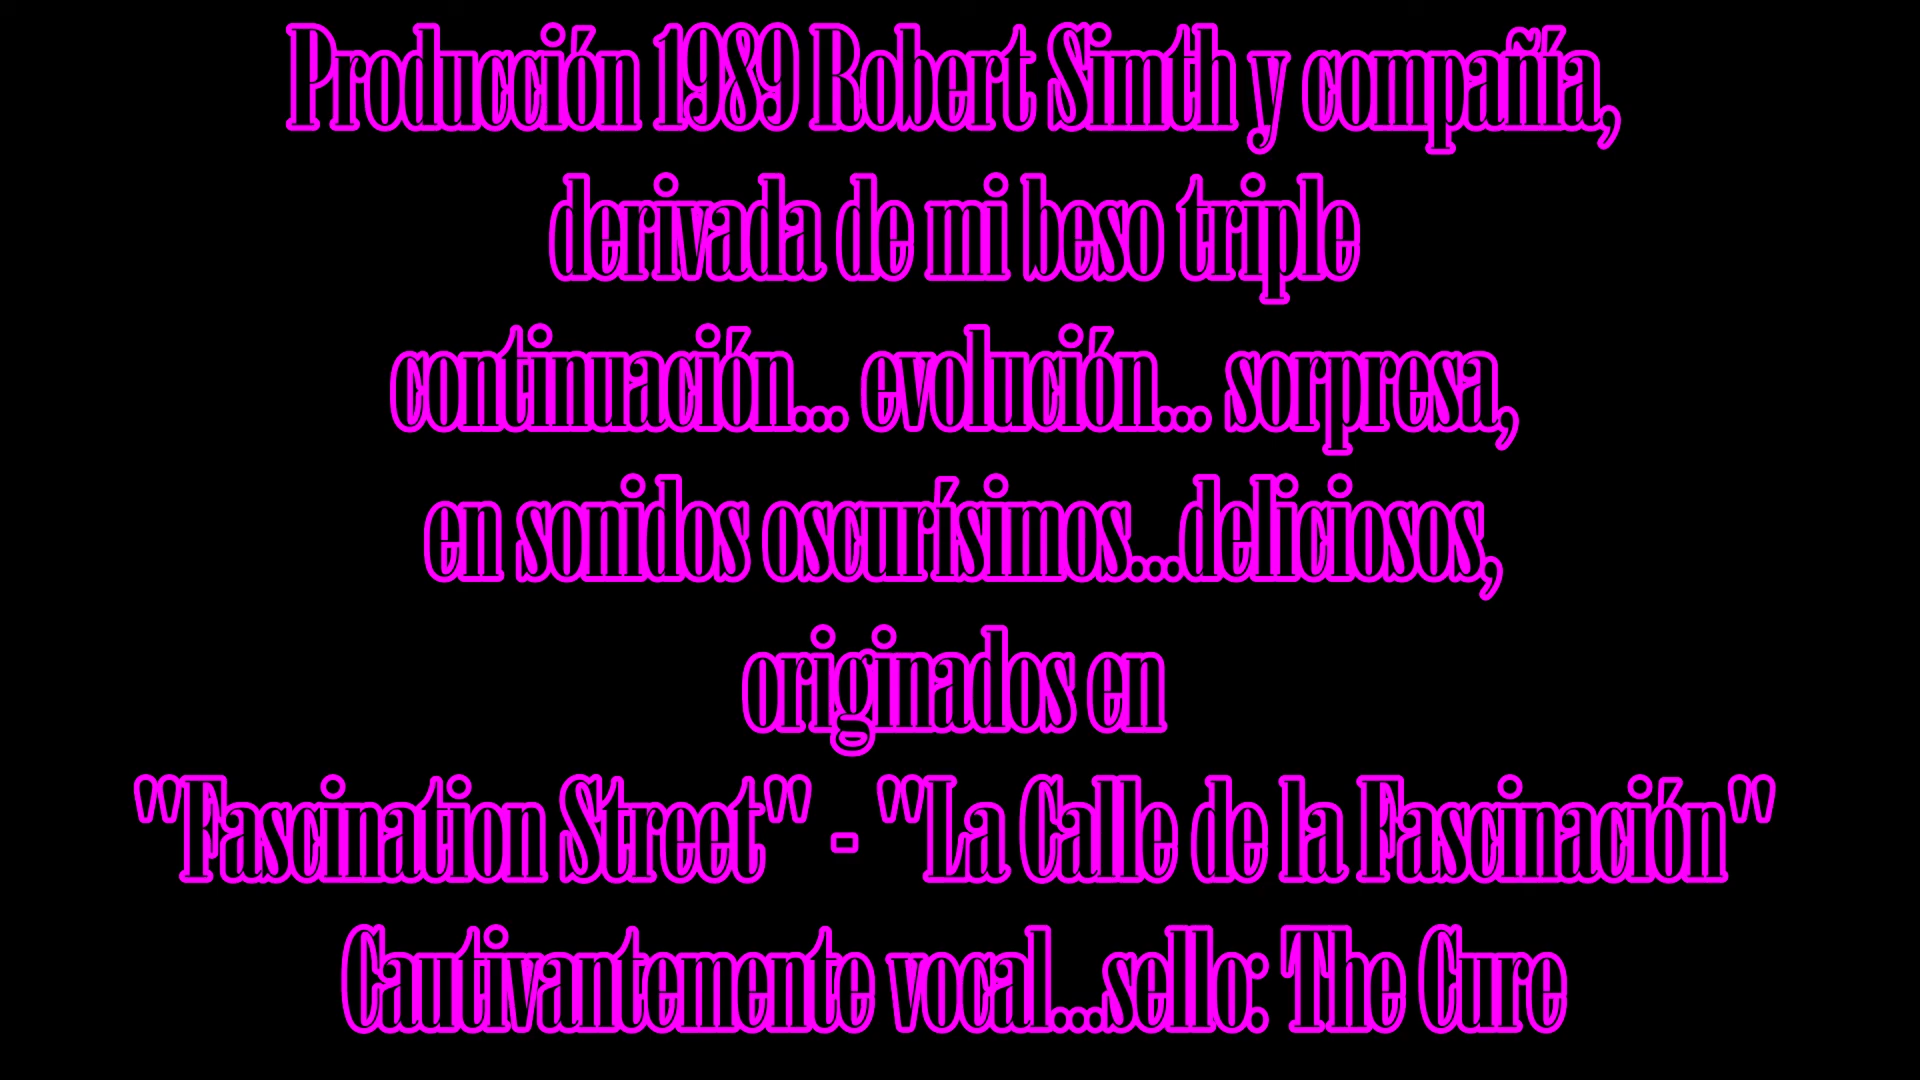 Producción 1989 Robert Simth y compañía,
derivada de mi beso triple
continuación... evolución... sorpresa,
en sonidos oscurísimos...deliciosos,
originados en
"Fascination Street" - "La Calle de la Fascinación"
Cautivantemente vocal...sello: The Cure